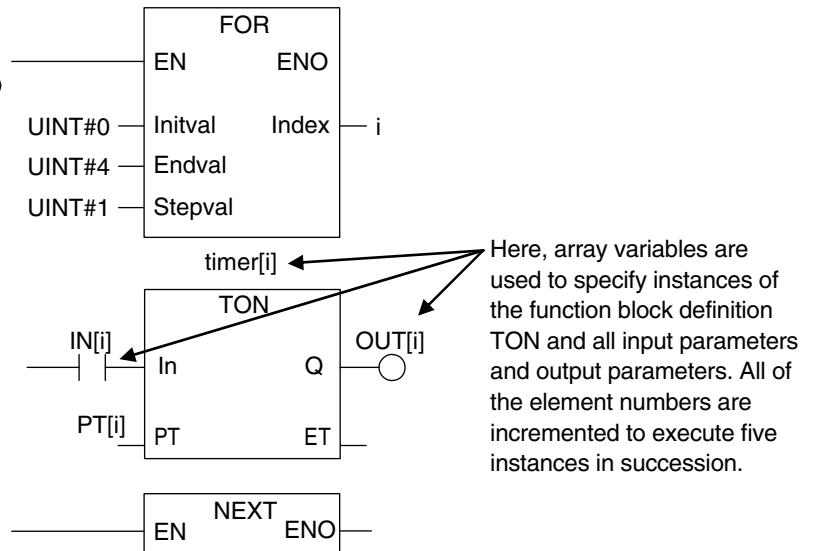 FOR
EN ENO
UINT#0 Initval Index i
UINT#4 Endval
UINT#1 Stepval
timer[i]
TON
IN[i] OUT[i]
In Q
PT[i] PT ET
Here, array variables are
used to specify instances of
the function block definition
TON and all input parameters
and output parameters. All of
the element numbers are
incremented to execute five
instances in succession.
NEXT
EN ENO